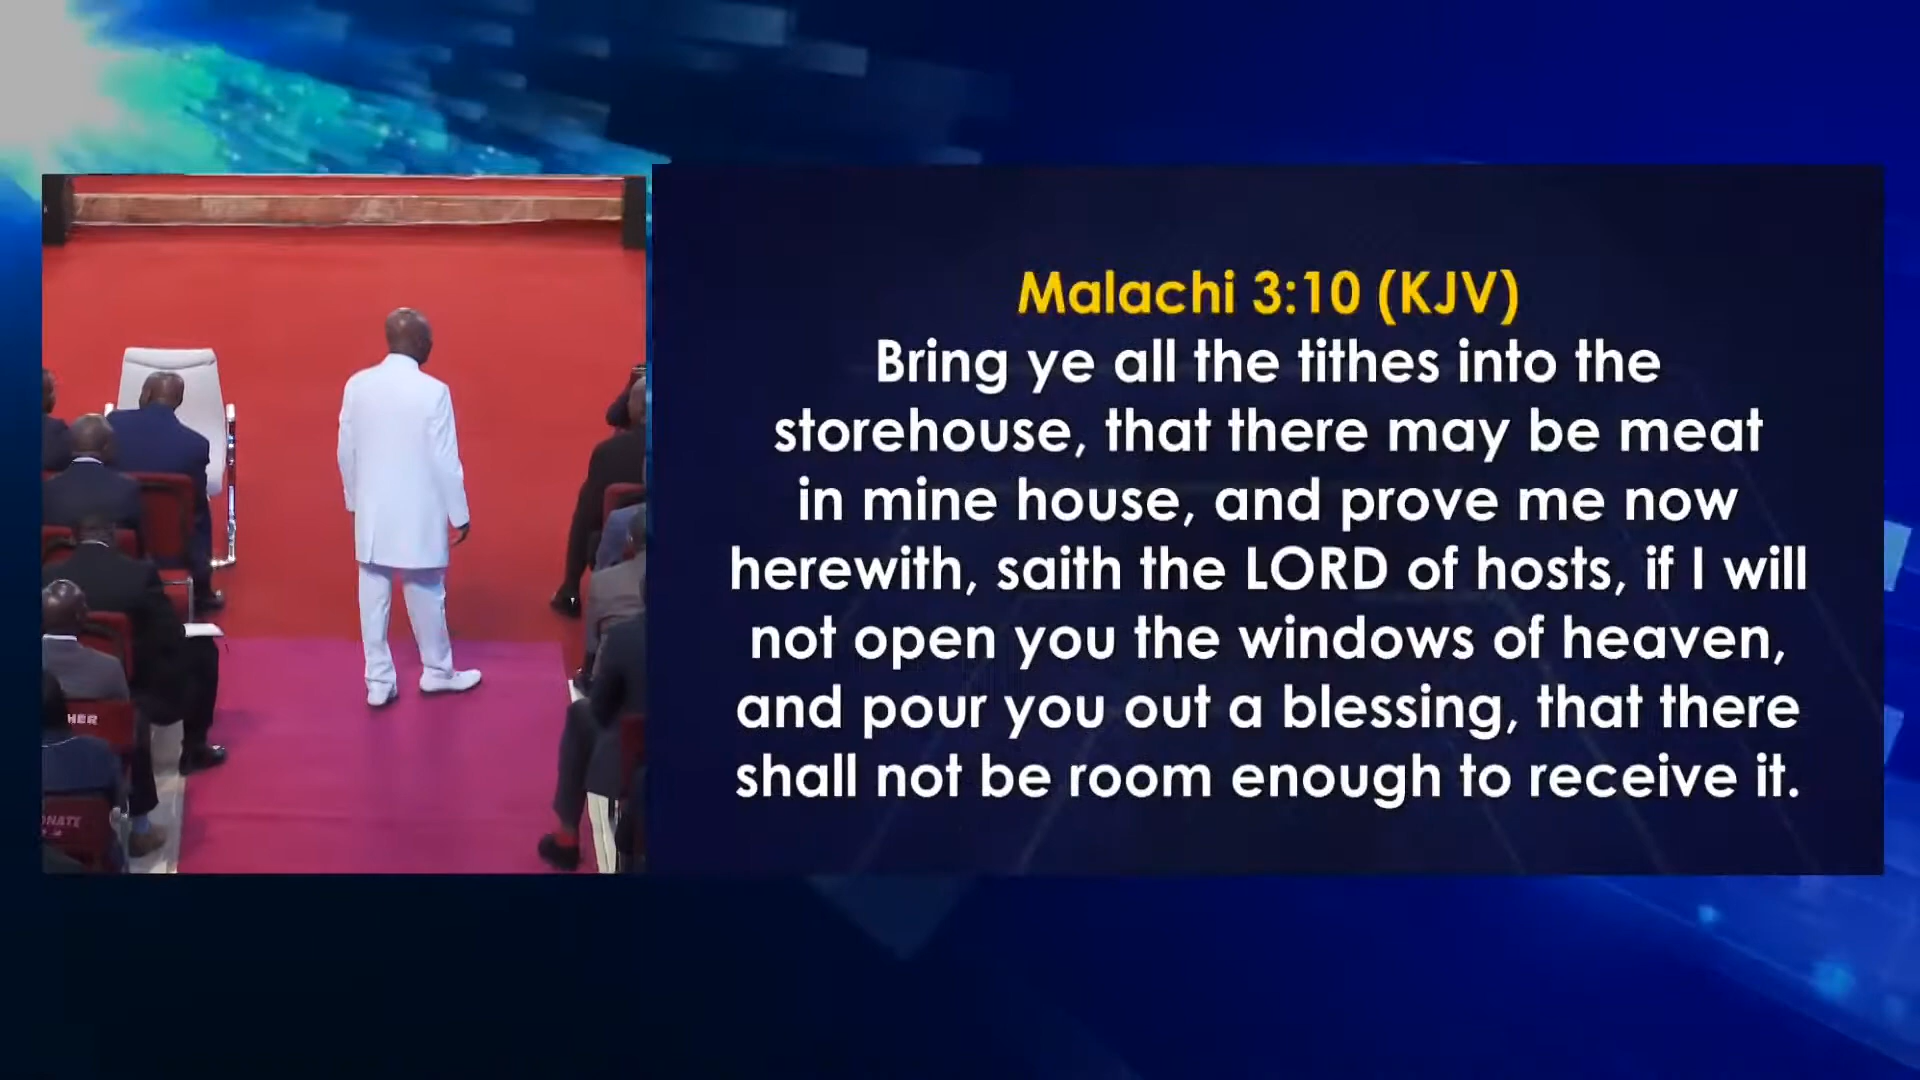 Malachi 3:10 (KJV)
Bring ye all the tithes into the
storehouse, that there may be meat
in mine house, and prove me now
herewith, saith the LORD of hosts, if I will
not open you the windows of heaven,
and pour you out a blessing, that there
shall not be room enough to receive it.